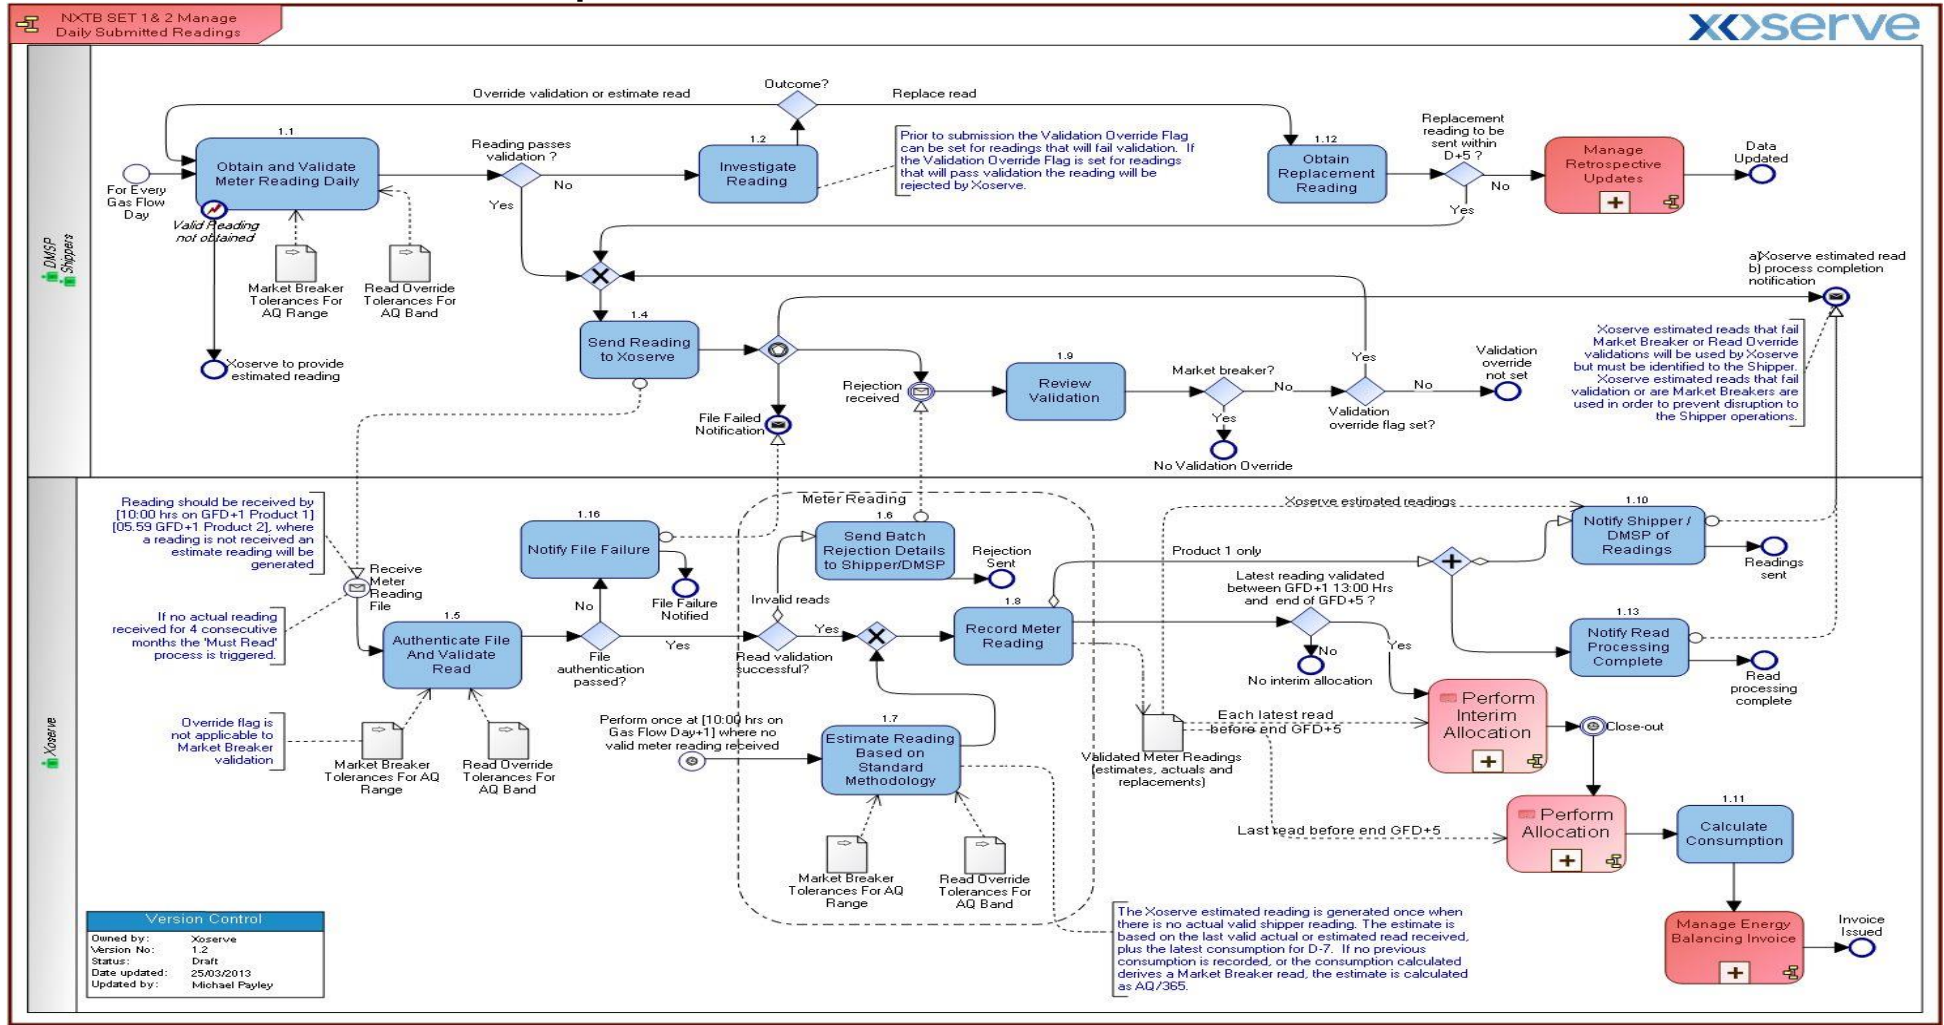 NXTB SET 1 & 2 Manage
Daily Submitted Readings
xoserve
DMSP
Shippers
Outcome?
Override validation or estimate read
Replace read
1.1
Obtain and Validate
Meter Reading Daily
For Every
Gas Flow
Day
Valid Reading
not obtained
Reading passes
validation ?
No
Yes
1.2
Investigate
Reading
Prior to submission the Validation Override Flag
can be set for readings that will fail validation. If
the Validation Override Flag is set for readings
that will pass validation the reading will be
rejected by Xoserve.
1.12
Obtain
Replacement
Reading
Replacement
reading to be
sent within
D+5 ?
No
Yes
Manage
Retrospective
Updates
Data
Updated
Market Breaker
Tolerances For
AQ Range
Read Override
Tolerances For
AQ Band
Xoserve to provide
estimated reading
1.4
Send Reading
to Xoserve
File Failed
Notification
Rejection
received
1.9
Review
Validation
Market breaker?
No
Yes
No Validation Override
Yes
No
Validation
override flag set?
Validation
override
not set
a)Xoserve estimated read
b) process completion
notification
Xoserve estimated reads that fail
Market Breaker or Read Override
validations will be used by Xoserve
but must be identified to the Shipper.
Xoserve estimated reads that fail
validation or are Market Breakers are
used in order to prevent disruption to
the Shipper operations.
Xoserve
Reading should be received by
[10:00 hrs on GFD+1 Product 1]
[05.59 GFD+1 Product 2], where
a reading is not received an
estimate reading will be
generated
Receive
Meter
Reading
File
If no actual reading
received for 4 consecutive
months the 'Must Read'
process is triggered.
Override flag is
not applicable to
Market Breaker
validation
1.5
Authenticate File
And Validate
Read
Market Breaker
Tolerances For AQ
Range
Read Override
Tolerances For
AQ Band
1.16
Notify File Failure
File Failure
Notified
No
File
authentication
passed?
Yes
Meter Reading
1.6
Send Batch
Rejection Details
to Shipper/DMSP
Rejection
Sent
Invalid reads
Yes
Read validation
successful?
1.8
Record Meter
Reading
Perform once at [10:00 hrs on
Gas Flow Day+1] where no
valid meter reading received
1.7
Estimate Reading
Based on
Standard
Methodology
Market Breaker
Tolerances For AQ
Range
Read Override
Tolerances For
AQ Band
Xoserve estimated readings
Product 1 only
Latest reading validated
between GFD+1 13:00 Hrs
and end of GFD+5 ?
No
Yes
No interim allocation
1.10
Notify Shipper /
DMSP of
Readings
Readings
sent
1.13
Notify Read
Processing
Complete
Read
processing
complete
Validated Meter Readings
(estimates, actuals and
replacements)
Each latest read
before end GFD+5
Perform
Interim
Allocation
Close-out
Last read before end GFD+5
Perform
Allocation
1.11
Calculate
Consumption
Manage Energy
Balancing Invoice
Invoice
Issued
The Xoserve estimated reading is generated once when
there is no actual valid shipper reading. The estimate is
based on the last valid actual or estimated read received,
plus the latest consumption for D-7. If no previous
consumption is recorded, or the consumption calculated
derives a Market Breaker read, the estimate is calculated
as AQ/365.
Version Control
Owned by: Xoserve
Version No: 1.2
Status: Draft
Date updated: 25/03/2013
Updated by: Michael Payley